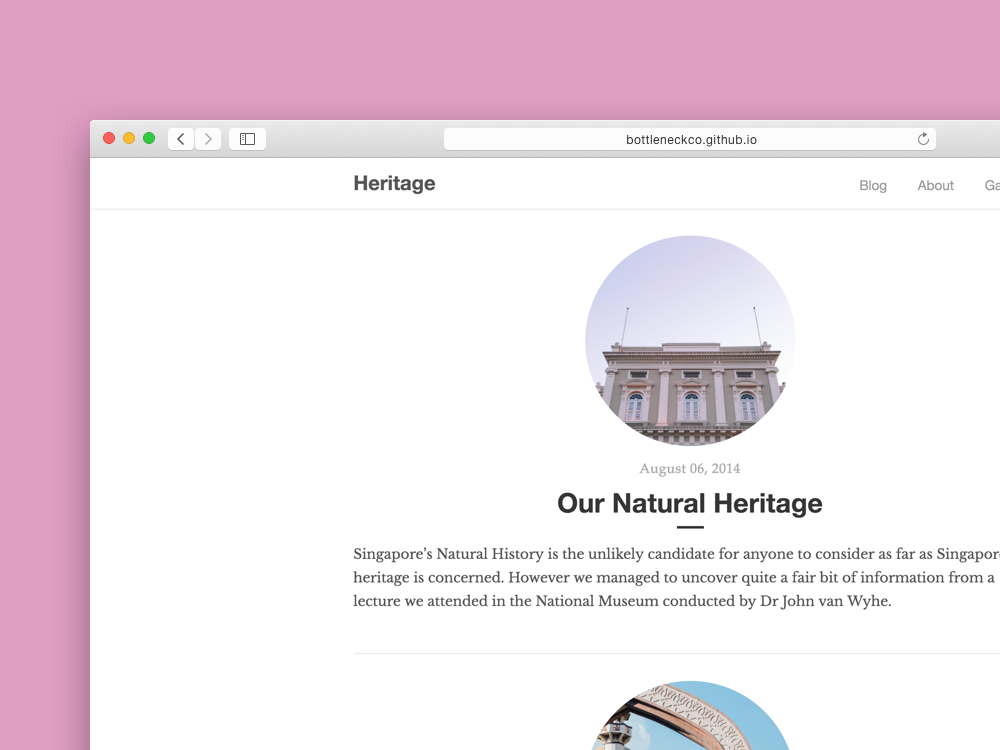 bottleneckco.github.io
Heritage
Blog About Ga
August 06, 2014
Our Natural Heritage
Singapore’s Natural History is the unlikely candidate for anyone to consider as far as Singapore
heritage is concerned. However we managed to uncover quite a fair bit of information from a
lecture we attended in the National Museum conducted by Dr John van Wyhe.